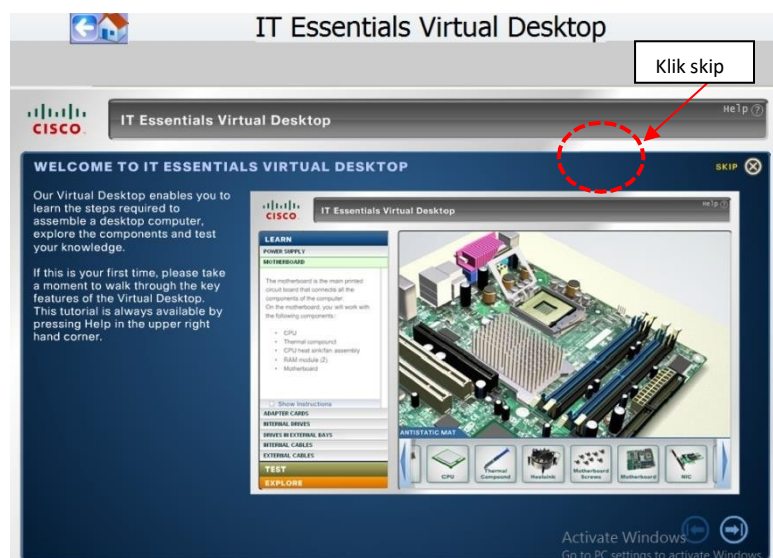 IT Essentials Virtual Desktop
Klik skip
Help ?
CISCO.
IT Essentials Virtual Desktop
WELCOME TO IT ESSENTIALS VIRTUAL DESKTOP
SKIP
Our Virtual Desktop enables you to
learn the steps required to
assemble a desktop computer,
explore the components and test
your knowledge.
If this is your first time, please take
a moment to walk through the key
features of the Virtual Desktop.
This tutorial is always available by
pressing Help in the upper right
hand corner.
CISCO
IT Essentials Virtual Desktop
Help ?
LEARN
POWER SUPPLY
MOTHERBOARD
The motherboard is the main printed
circuit board that connects all the
components of the computer.
On the motherboard, you will work with
the following components:
• CPU
• Thermal compound
• CPU heat sink/fan assembly
• RAM module (2)
• Motherboard
Show Instructions
ADAPTER CARDS
INTERNAL DRIVES
DRIVES IN EXTERNAL BAYS
INTERNAL CABLES
EXTERNAL CABLES
TEST
EXPLORE
ANTISTATIC MAT
CPU
Thermal
Compound
Heatsink
Motherboard
Screws
Motherboard
NIC
Activate Windows
Go to PC settings to activate Windows